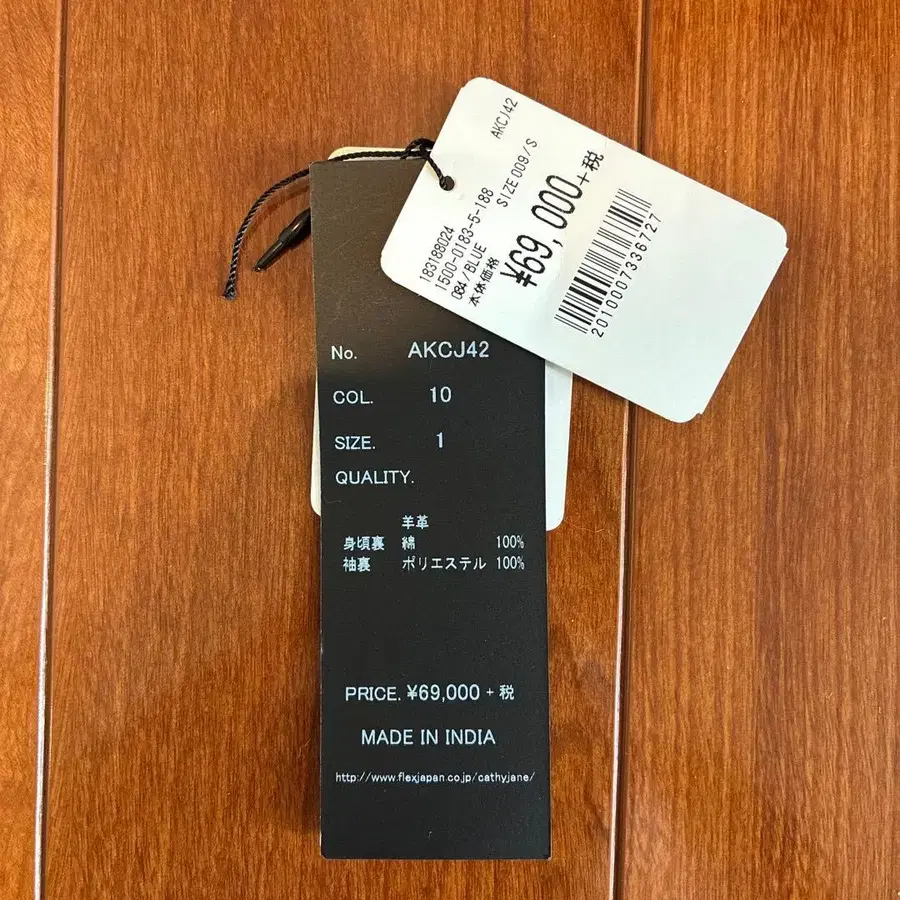 AKCJ42
183188024
1500-0183-5-188
084/BLUE SIZE 009/S
本体価格
¥69,000+税
2010007336727
No. AKCJ42
COL. 10
SIZE. 1
QUALITY.
羊革
身頃裏 綿 100%
袖裏 ポリエステル 100%
PRICE. ¥69,000 + 税
MADE IN INDIA
http://www.flexjapan.co.jp/cathyjane/